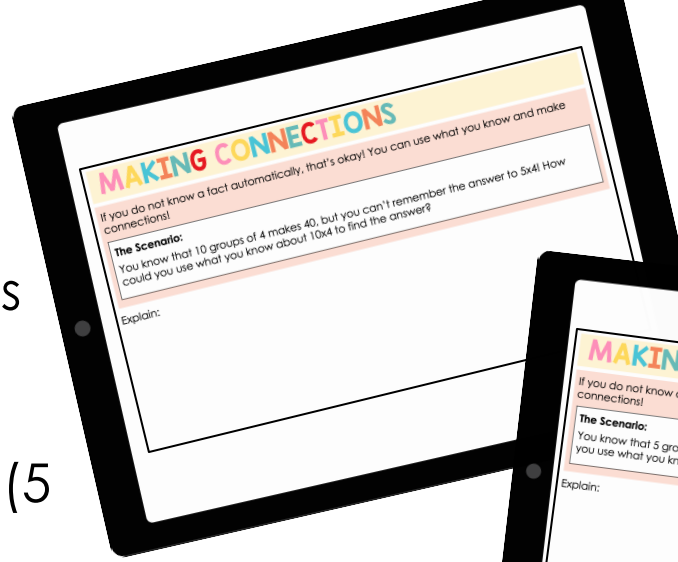 MAKING CONNECTIONS
If you do not know a fact automatically, that's okay! You can use what you know and make
connections!
The Scenario:
You know that 10 groups of 4 makes 40, but you can't remember the answer to 5x4! How
could you use what you know about 10x4 to find the answer?
Explain:
s
(5
MAKIN
If you do not know
connections!
The Scenario:
You know that 5 gro
you use what you kn
Explain: